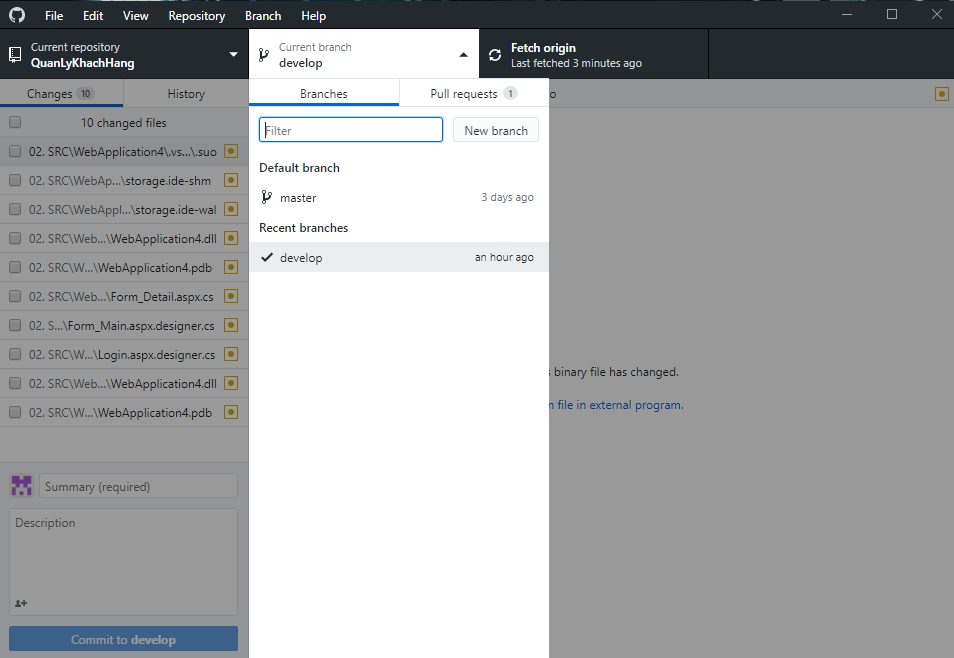 File Edit View Repository Branch Help
Current repository
QuanLyKhachHang
Current branch
develop
Fetch origin
Last fetched 3 minutes ago
Changes 10
History
Branches
Pull requests 1
10 changed files
02. SRC\WebApplication4\.vs...\.suo
02. SRC\WebAp...\storage.ide-shm
02. SRC\WebAppl...\storage.ide-wal
02. SRC\Web...\WebApplication4.dll
02. SRC\W...\WebApplication4.pdb
02. SRC\Web...\Form_Detail.aspx.cs
02. S...\Form_Main.aspx.designer.cs
02. SRC\W...\Login.aspx.designer.cs
02. SRC\Web...\WebApplication4.dll
02. SRC\W...\WebApplication4.pdb
Summary (required)
Description
Commit to develop
Filter
New branch
Default branch
master 3 days ago
Recent branches
develop an hour ago
binary file has changed.
file in external program.